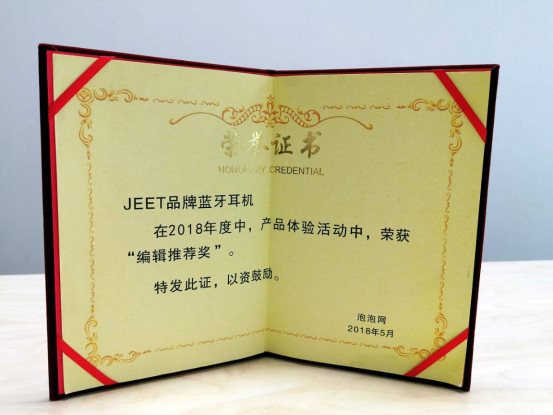 荣誉证书
HONORARY CREDENTIAL
JEET品牌蓝牙耳机
在2018年度中，产品体验活动中，荣获
“编辑推荐奖”。
特发此证，以资鼓励。
泡泡网
2018年5月